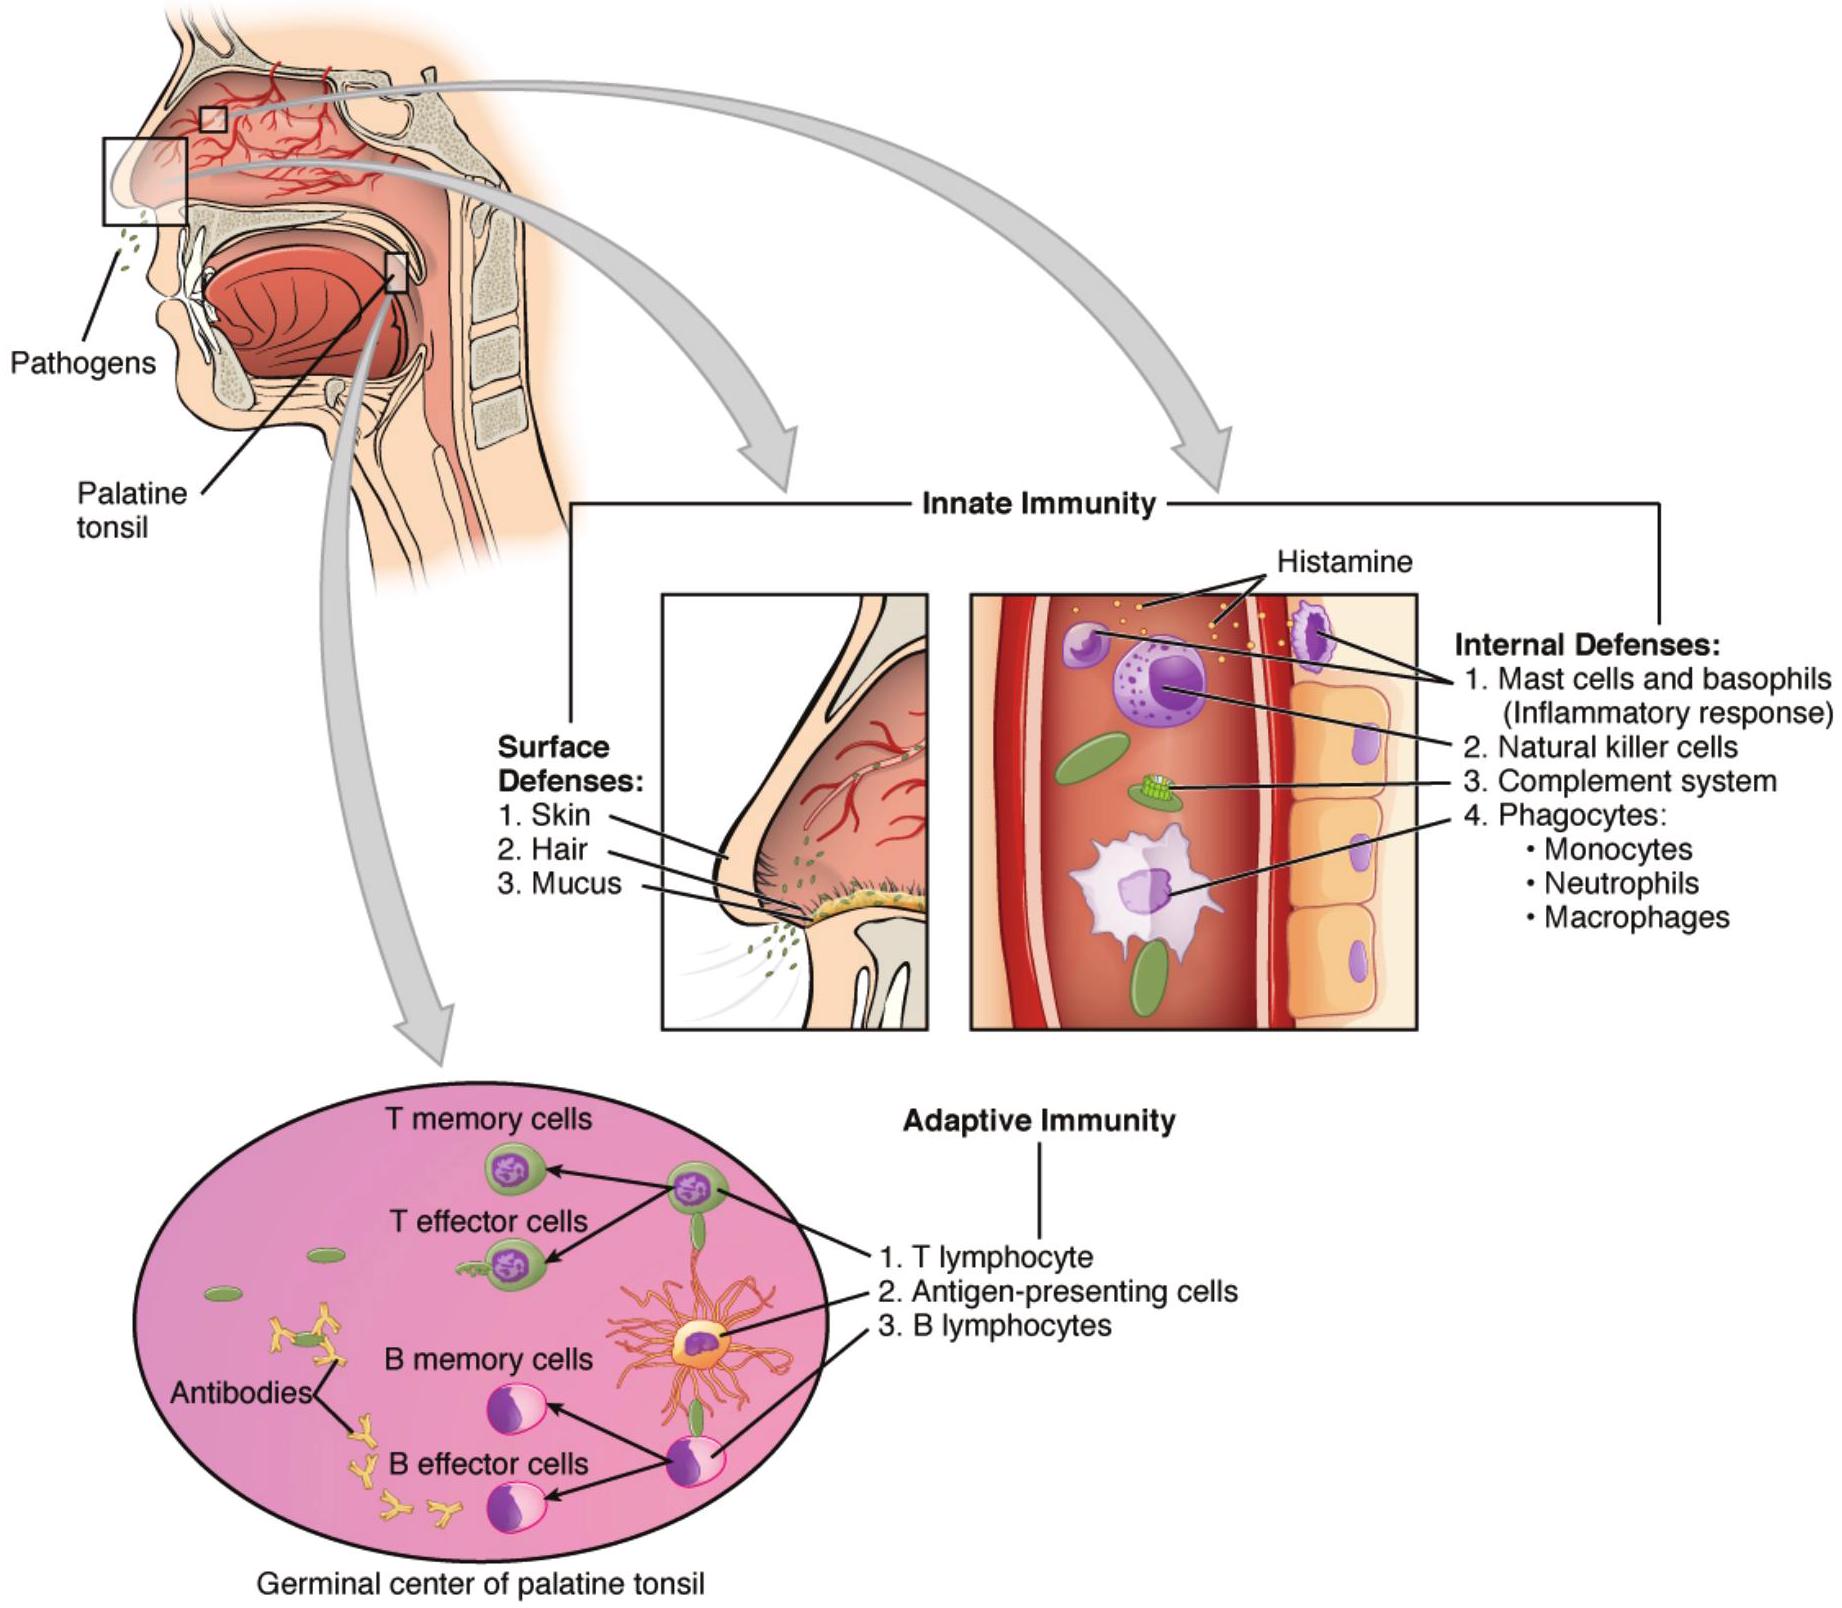 Pathogens
Palatine
tonsil
Innate Immunity
Histamine
Surface
Defenses:
1. Skin
2. Hair
3. Mucus
Internal Defenses:
1. Mast cells and basophils
(Inflammatory response)
2. Natural killer cells
3. Complement system
4. Phagocytes:
• Monocytes
• Neutrophils
• Macrophages
Adaptive Immunity
1. T lymphocyte
2. Antigen-presenting cells
3. B lymphocytes
T memory cells
T effector cells
B memory cells
Antibodies
B effector cells
Germinal center of palatine tonsil